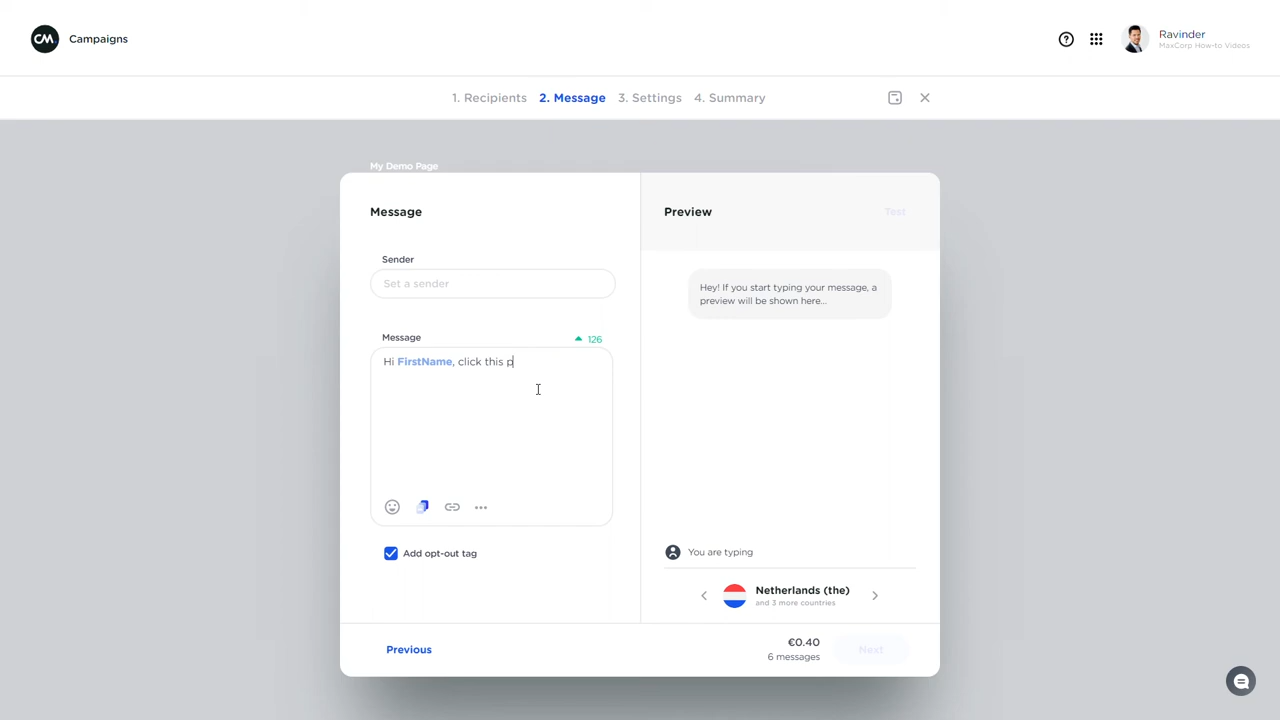 CM.
Campaigns
Ravinder
MaxCorp How-to Videos
1. Recipients 2. Message 3. Settings 4. Summary
My Demo Page
Message
Sender
Set a sender
Message
126
Hi FirstName, click this p
Add opt-out tag
Preview
Test
Hey! If you start typing your message, a
preview will be shown here...
You are typing
Netherlands (the)
and 3 more countries
Previous
€0.40
6 messages
Next